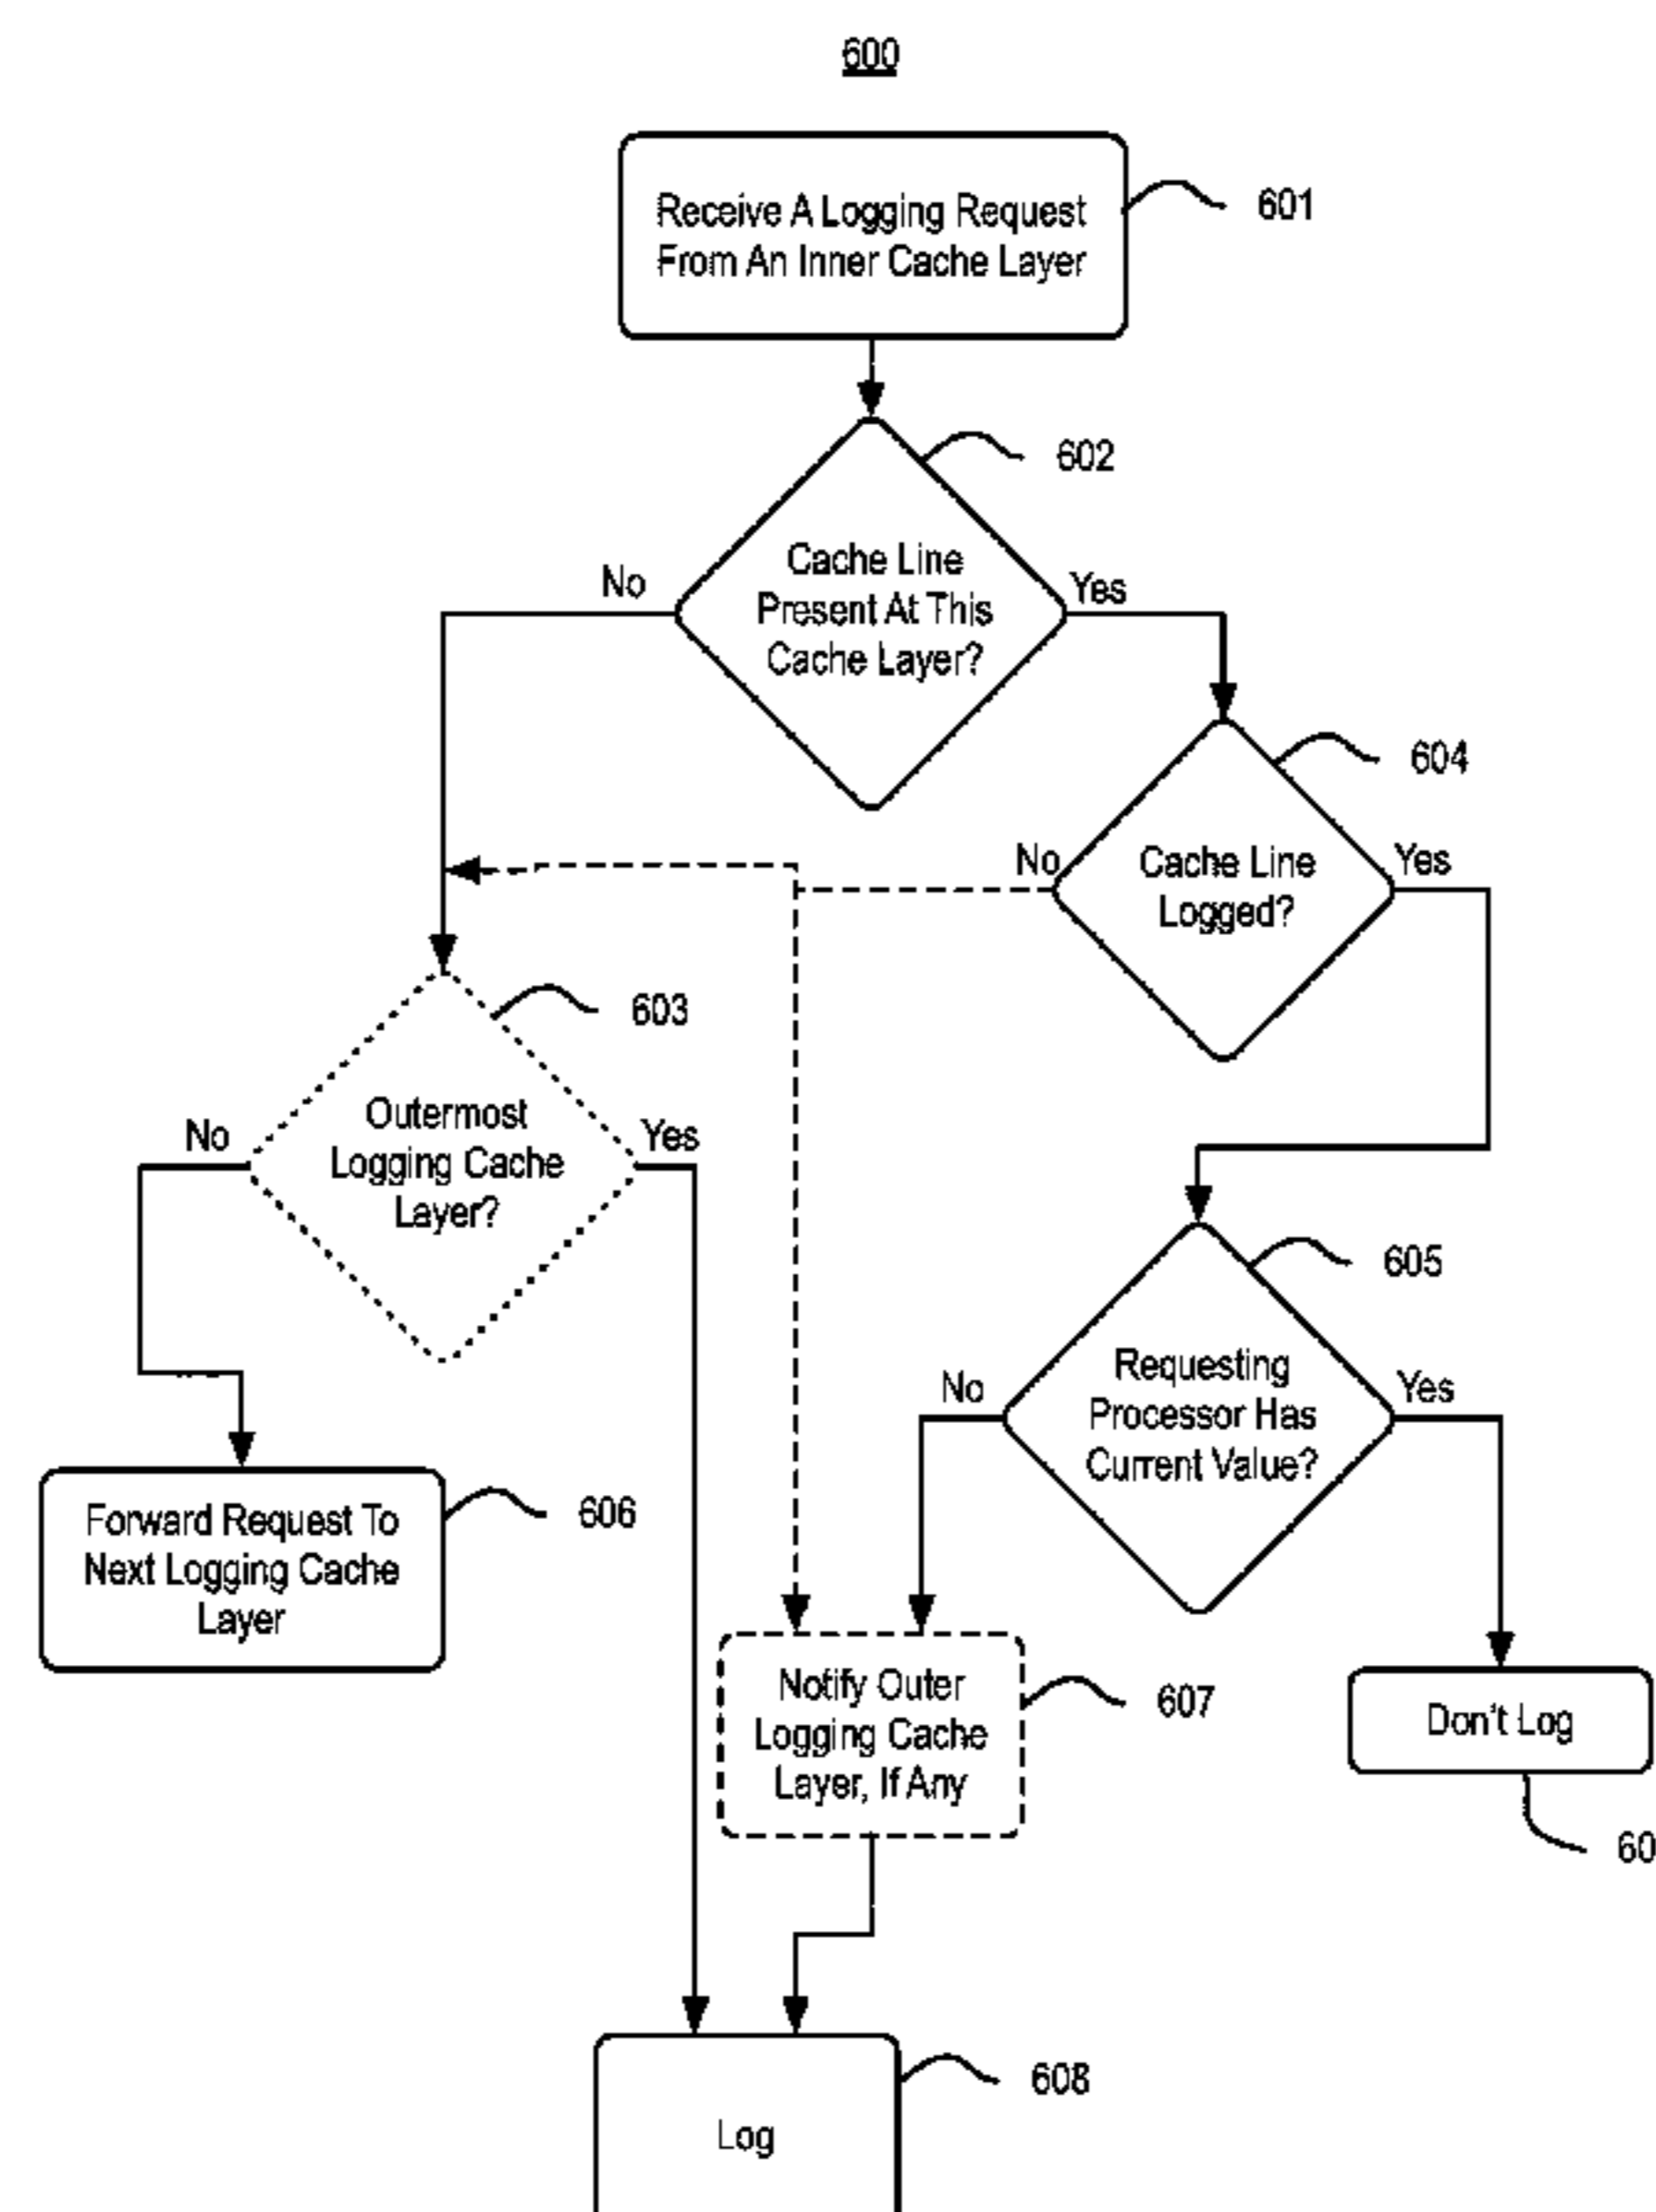 600
Receive A Logging Request
From An Inner Cache Layer
601
602
Cache Line
Present At This
Cache Layer?
No
Yes
604
Cache Line
Logged?
No
Yes
603
Outermost
Logging Cache
Layer?
No
Yes
605
Requesting
Processor Has
Current Value?
No
Yes
Forward Request To
Next Logging Cache
Layer
606
Notify Outer
Logging Cache
Layer, If Any
607
Don't Log
60
608
Log